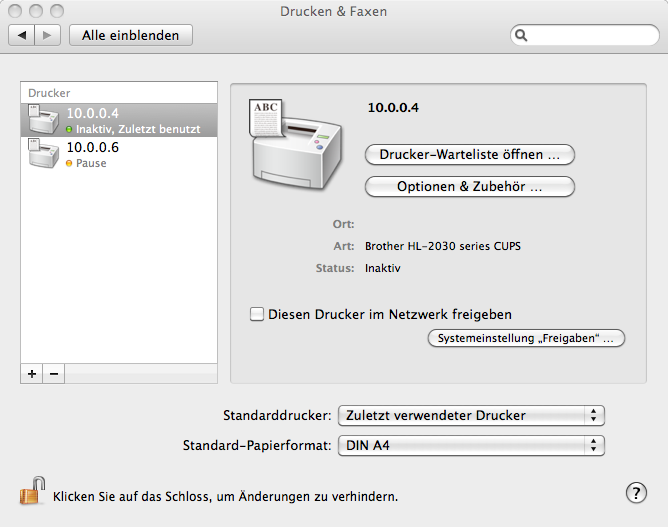 Drucken & Faxen
Alle einblenden
Drucker
10.0.0.4
Inaktiv, Zuletzt benutzt
10.0.0.6
Pause
ABC
10.0.0.4
Drucker-Warteliste öffnen ...
Optionen & Zubehör ...
Ort:
Art: Brother HL-2030 series CUPS
Status: Inaktiv
Diesen Drucker im Netzwerk freigeben
Systemeinstellung „Freigaben“ ...
+ −
Standarddrucker: Zuletzt verwendeter Drucker
Standard-Papierformat: DIN A4
Klicken Sie auf das Schloss, um Änderungen zu verhindern.
?